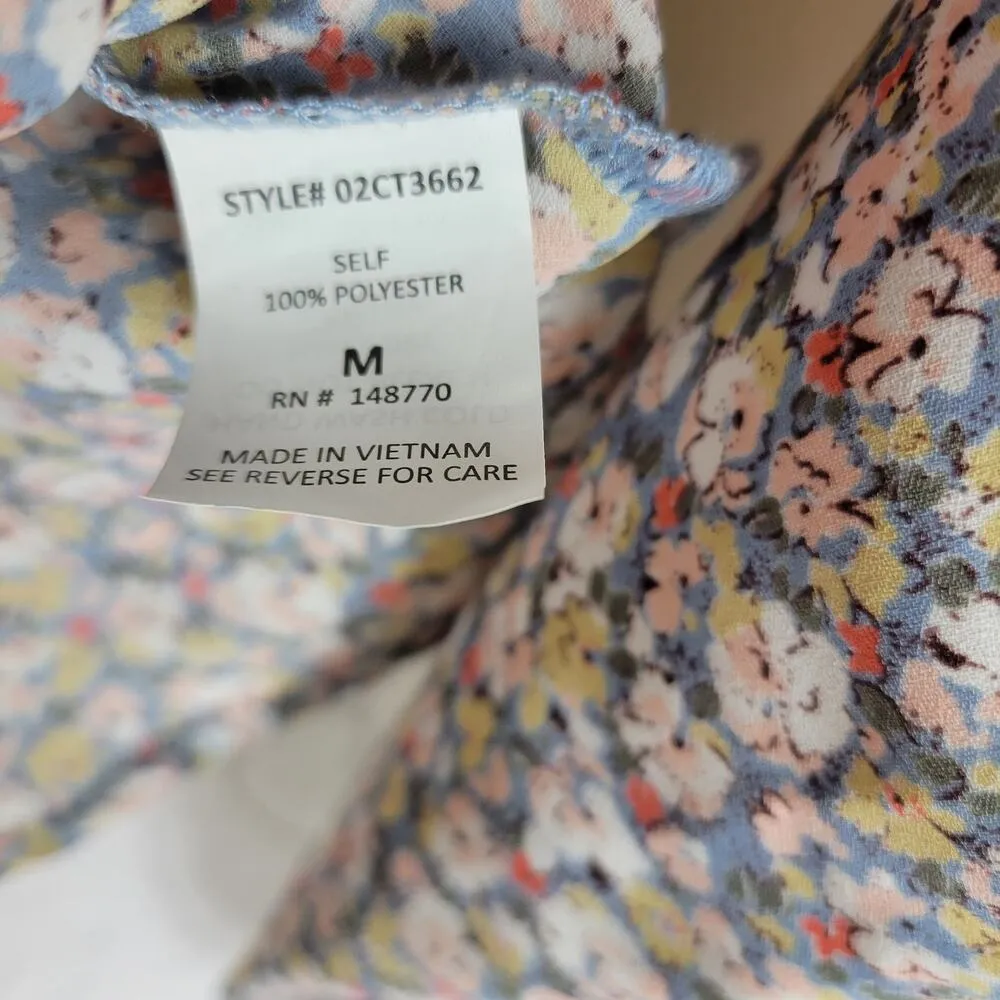 STYLE# 02CT3662
SELF
100% POLYESTER
M
RN # 148770
MADE IN VIETNAM
SEE REVERSE FOR CARE